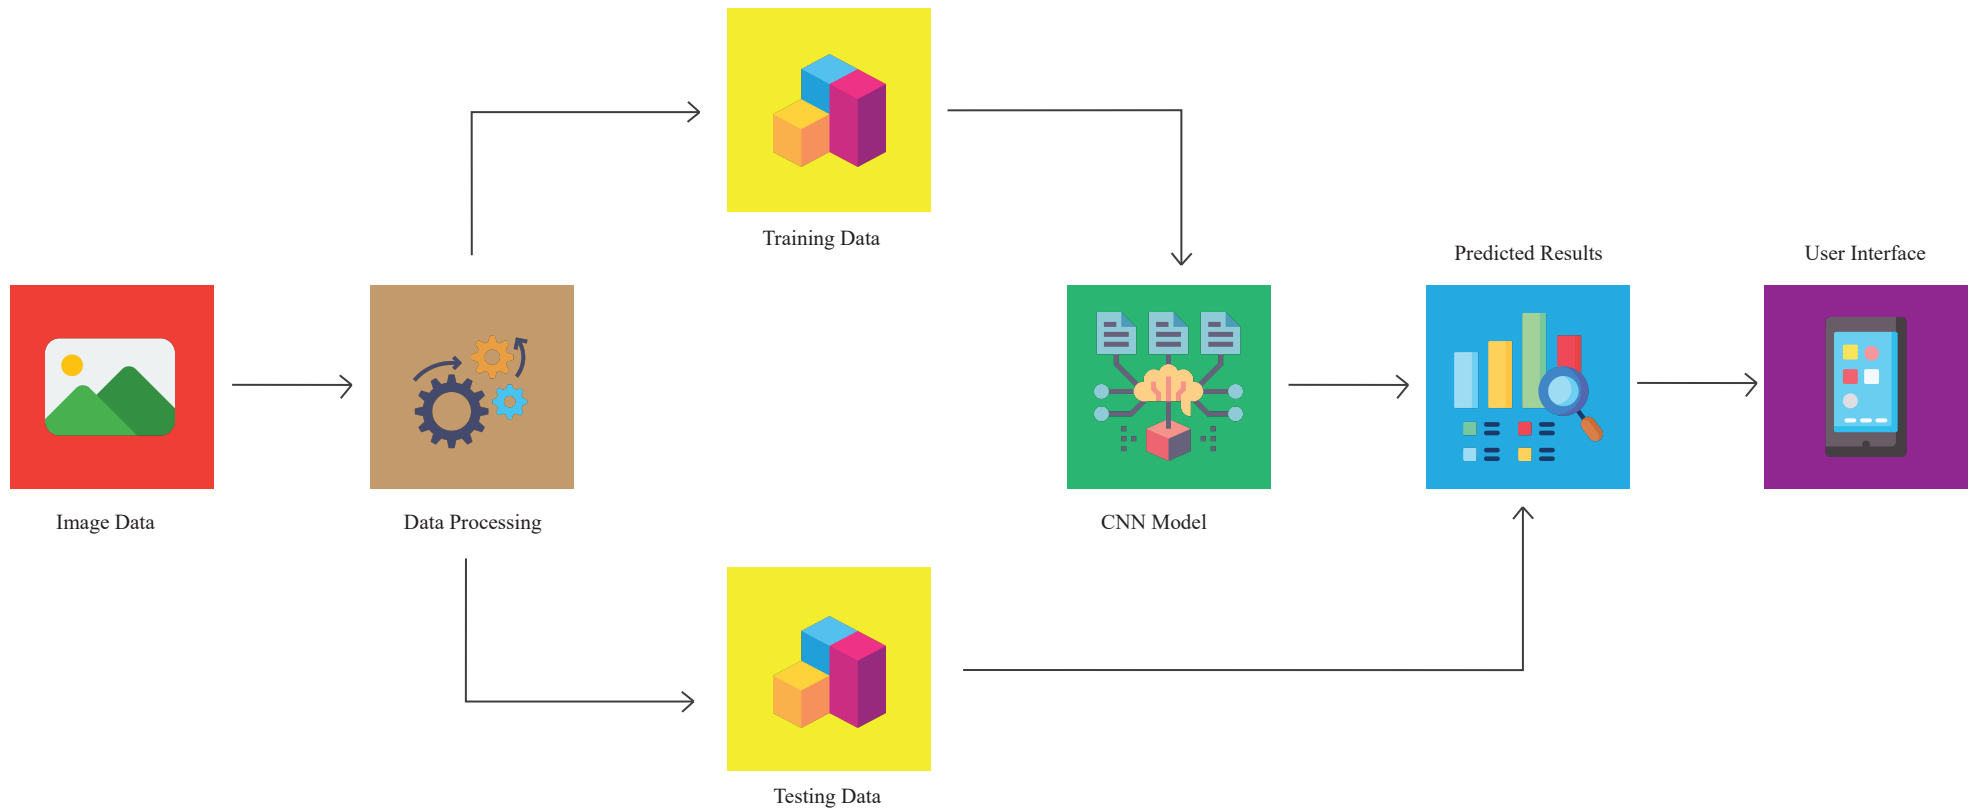 Training Data
Predicted Results
User Interface
Image Data
Data Processing
CNN Model
Testing Data